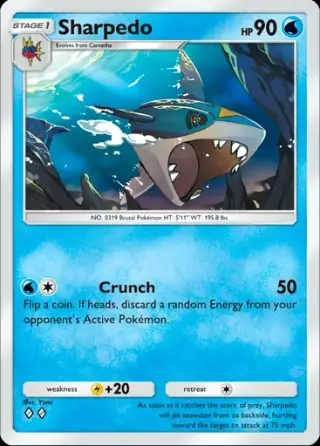 STAGE 1 Sharpedo HP 90
Evolves from Carvanha
NO. 0319 Brutal Pokémon HT: 5'11" WT: 195.8 lbs
Crunch 50
Flip a coin. If heads, discard a random Energy from your
opponent's Active Pokémon.
Illus. Yumi
weakness +20 retreat
As soon as it catches the scent of prey, Sharpedo
will jet seawater from its backside, hurtling
toward the target to attack at 75 mph.